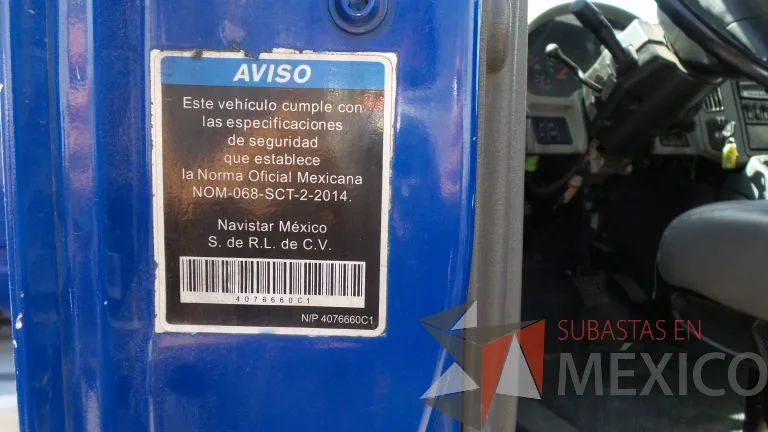 AVISO
Este vehículo cumple con
las especificaciones
de seguridad
que establece
la Norma Oficial Mexicana
NOM-068-SCT-2-2014.
Navistar México
S. de R.L. de C.V.
4076660C1
N/P 4076660C1
SUBASTAS EN
MÉXICO